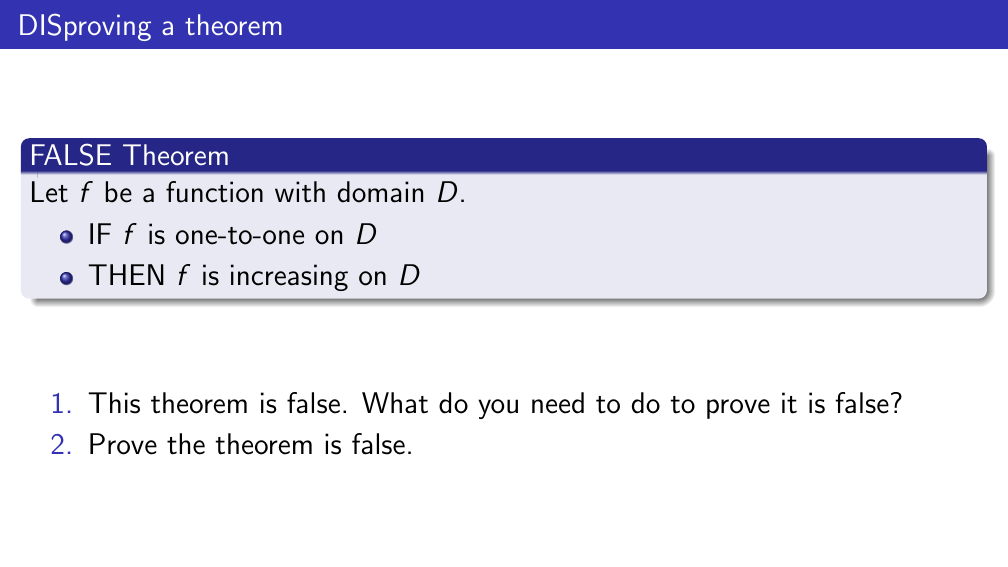 DISproving a theorem
FALSE Theorem
Let f be a function with domain D.
IF f is one-to-one on D
THEN f is increasing on D
1. This theorem is false. What do you need to do to prove it is false?
2. Prove the theorem is false.